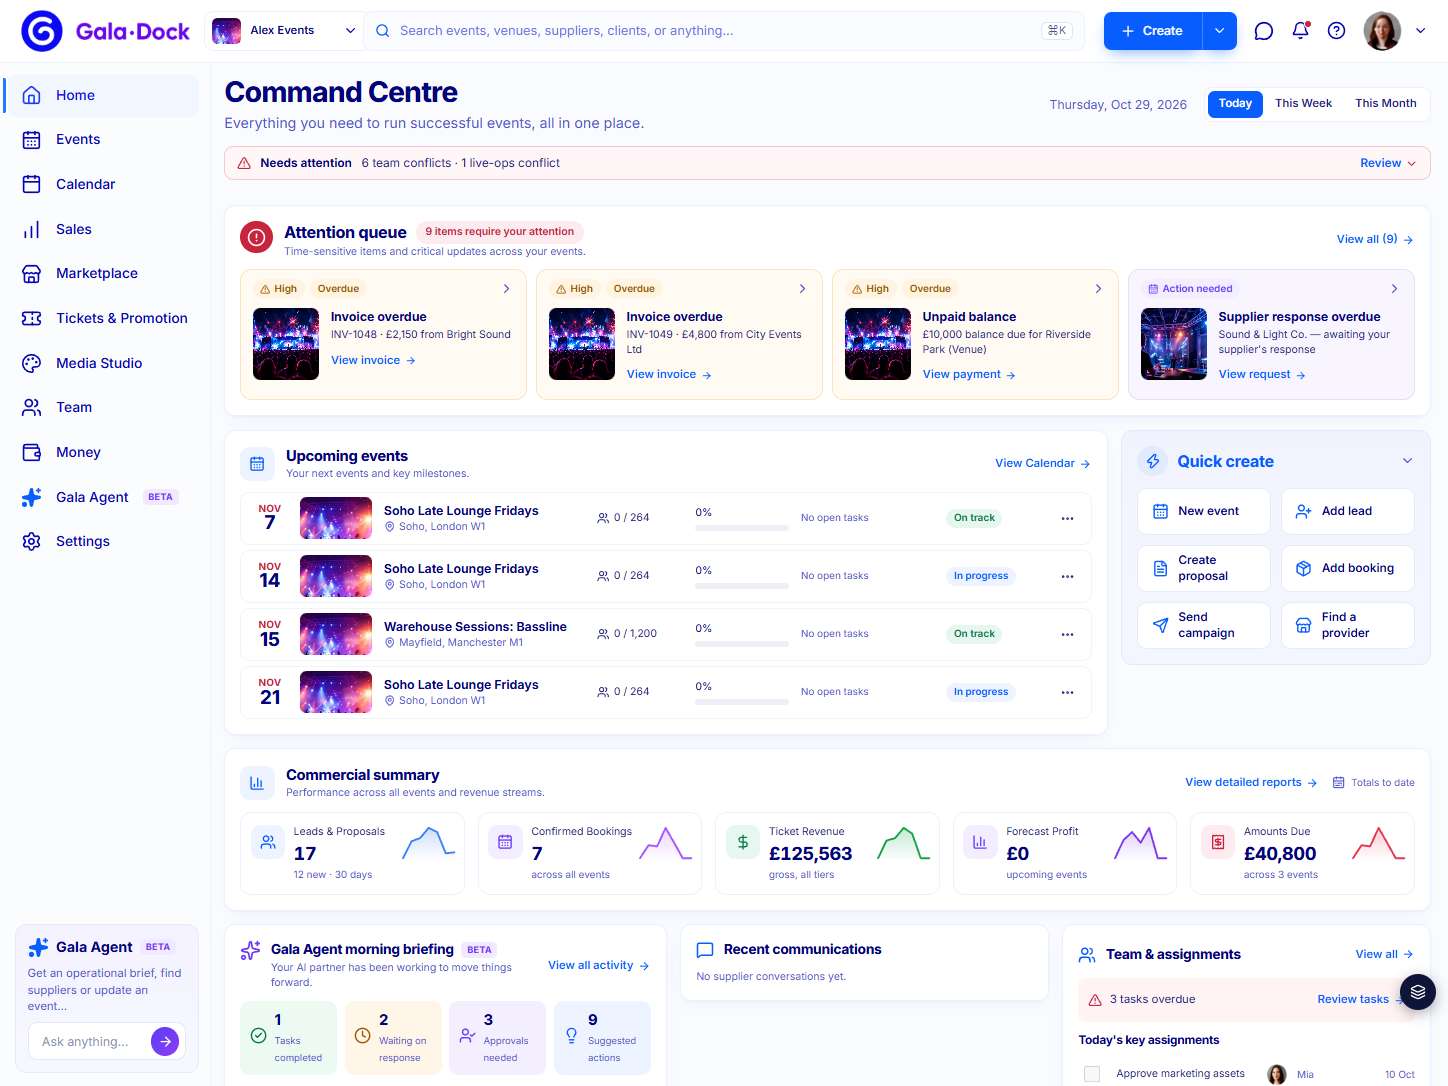 Gala·Dock
Alex Events
Search events, venues, suppliers, clients, or anything...
⌘K
+ Create
Home
Events
Calendar
Sales
Marketplace
Tickets & Promotion
Media Studio
Team
Money
Gala Agent BETA
Settings
Gala Agent BETA
Get an operational brief, find
suppliers or update an
event...
Ask anything...
Command Centre
Everything you need to run successful events, all in one place.
Thursday, Oct 29, 2026
Today This Week This Month
Needs attention 6 team conflicts · 1 live-ops conflict
Review
Attention queue 9 items require your attention
Time-sensitive items and critical updates across your events.
View all (9) →
High Overdue
Invoice overdue
INV-1048 · £2,150 from Bright Sound
View invoice →
High Overdue
Invoice overdue
INV-1049 · £4,800 from City Events
Ltd
View invoice →
High Overdue
Unpaid balance
£10,000 balance due for Riverside
Park (Venue)
View payment →
Action needed
Supplier response overdue
Sound & Light Co. — awaiting your
supplier's response
View request →
Upcoming events
Your next events and key milestones.
View Calendar →
NOV
7
Soho Late Lounge Fridays
Soho, London W1
0 / 264
0%
No open tasks
On track
NOV
14
Soho Late Lounge Fridays
Soho, London W1
0 / 264
0%
No open tasks
In progress
NOV
15
Warehouse Sessions: Bassline
Mayfield, Manchester M1
0 / 1,200
0%
No open tasks
On track
NOV
21
Soho Late Lounge Fridays
Soho, London W1
0 / 264
0%
No open tasks
In progress
Quick create
New event
Add lead
Create
proposal
Add booking
Send
campaign
Find a
provider
Commercial summary
Performance across all events and revenue streams.
View detailed reports →
Totals to date
Leads & Proposals
17
12 new · 30 days
Confirmed Bookings
7
across all events
Ticket Revenue
£125,563
gross, all tiers
Forecast Profit
£0
upcoming events
Amounts Due
£40,800
across 3 events
Gala Agent morning briefing BETA
Your AI partner has been working to move things
forward.
View all activity →
1
Tasks
completed
2
Waiting on
response
3
Approvals
needed
9
Suggested
actions
Recent communications
No supplier conversations yet.
Team & assignments
View all →
3 tasks overdue
Review tasks →
Today's key assignments
Approve marketing assets
Mia
10 Oct